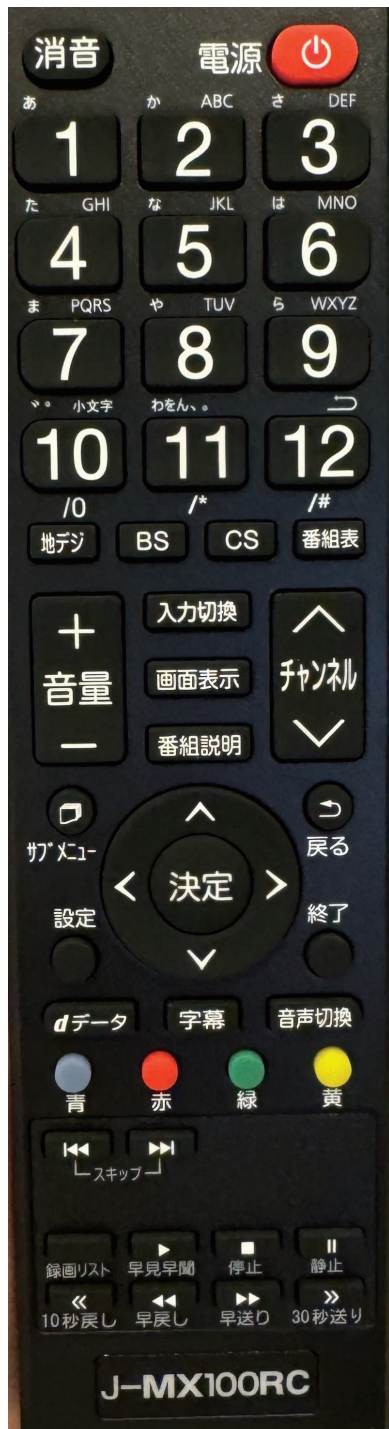 消音 電源
あ か ABC さ DEF
1 2 3
た GHI な JKL は MNO
4 5 6
ま PQRS や TUV ら WXYZ
7 8 9
゛゜ 小文字 わをん、。
10 11 12
/0 /* /#
地デジ BS CS 番組表
+ 入力切換
音量 画面表示 チャンネル
− 番組説明
サブメニュー 決定 戻る
設定 終了
dデータ 字幕 音声切換
青 赤 緑 黄
スキップ
録画リスト 早見早聞 停止 静止
10秒戻し 早戻し 早送り 30秒送り
J-MX100RC